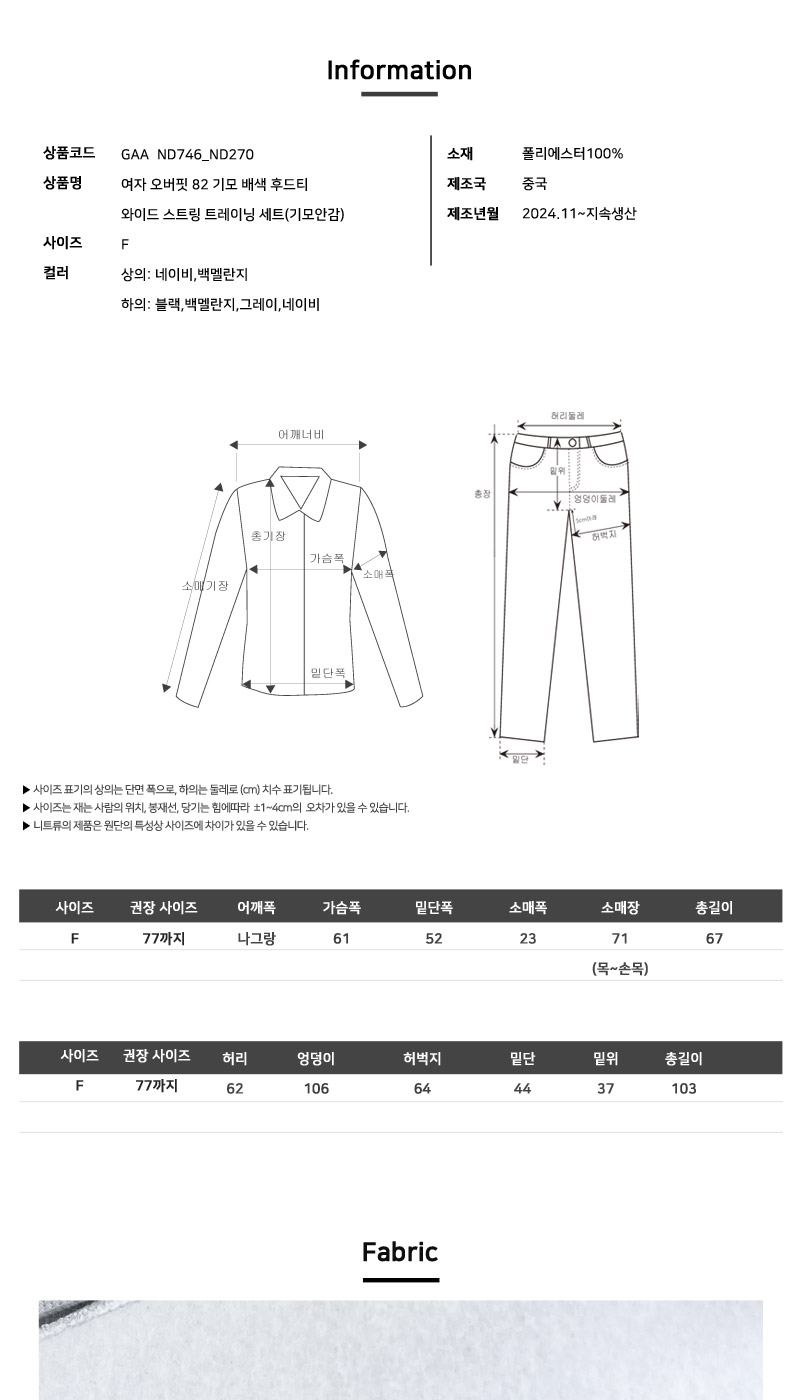 Information
상품코드 GAA ND746_ND270
상품명 여자 오버핏 82 기모 배색 후드티
와이드 스트링 트레이닝 세트(기모안감)
사이즈 F
컬러 상의: 네이비,백멜란지
하의: 블랙,백멜란지,그레이,네이비
소재 폴리에스터100%
제조국 중국
제조년월 2024.11~지속생산
어깨너비
총기장
가슴폭
소매폭
소매기장
밑단폭
허리둘레
밑위
총장
엉덩이둘레
5cm아래
허벅지
밑단
▶ 사이즈 표기의 상의는 단면 폭으로, 하의는 둘레로 (cm) 치수 표기됩니다.
▶ 사이즈는 재는 사람의 위치, 봉재선, 당기는 힘에따라 ±1~4cm의 오차가 있을 수 있습니다.
▶ 니트류의 제품은 원단의 특성상 사이즈에 차이가 있을 수 있습니다.
사이즈 권장 사이즈 어깨폭 가슴폭 밑단폭 소매폭 소매장 총길이
F 77까지 나그랑 61 52 23 71 67
(목~손목)
사이즈 권장 사이즈 허리 엉덩이 허벅지 밑단 밑위 총길이
F 77까지 62 106 64 44 37 103
Fabric